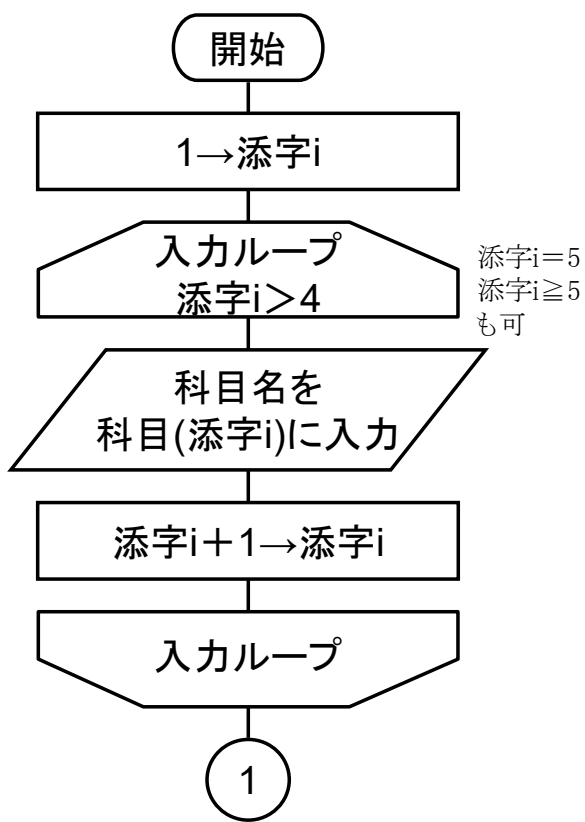 開始
1→添字i
入力ループ
添字i＞4
添字i＝5
添字i≧5
も可
科目名を
科目(添字i)に入力
添字i＋1→添字i
入力ループ
1